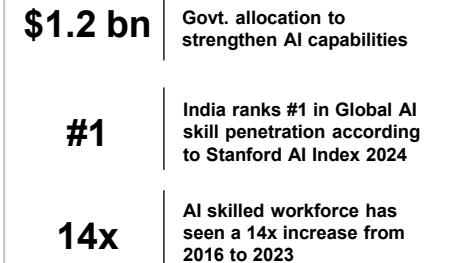 $1.2 bn
Govt. allocation to
strengthen AI capabilities
#1
India ranks #1 in Global AI
skill penetration according
to Stanford AI Index 2024
14x
AI skilled workforce has
seen a 14x increase from
2016 to 2023